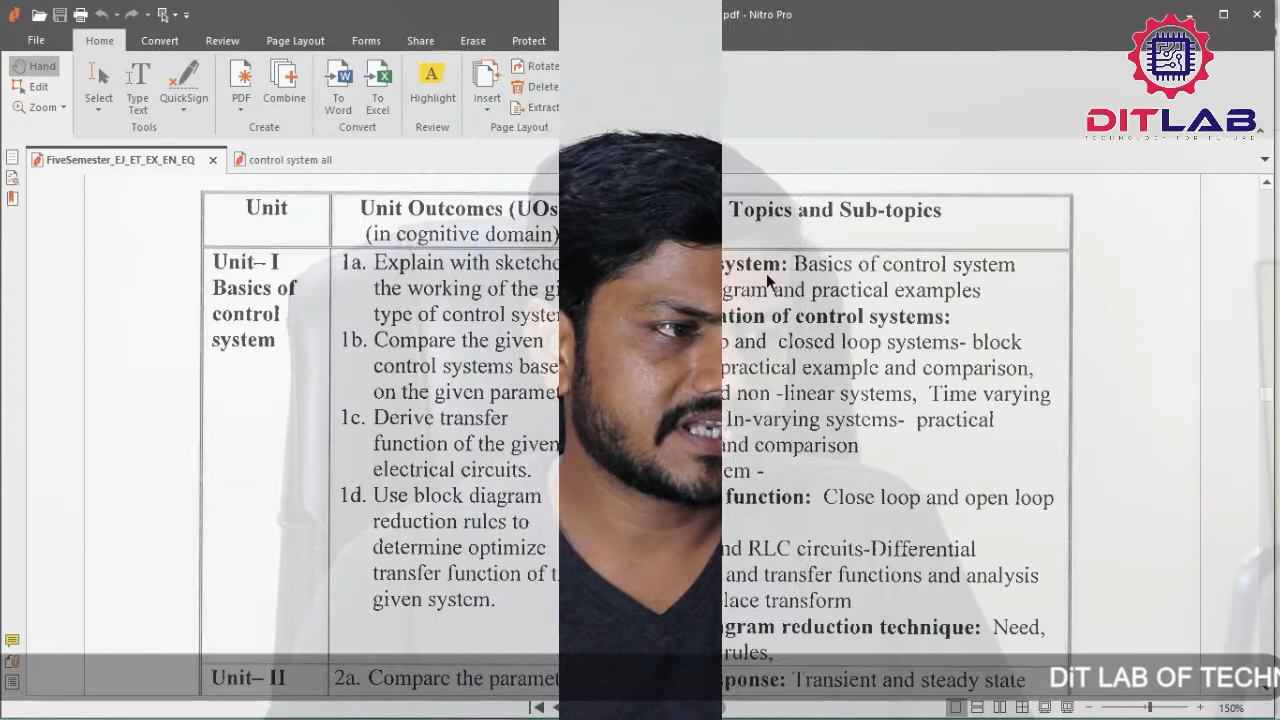 pdf - Nitro Pro
File
Home
Convert
Review
Page Layout
Forms
Share
Erase
Protect
Hand
Edit
Zoom
Select
Type Text
QuickSign
PDF
Combine
To Word
To Excel
Highlight
Insert
Rotate
Delete
Extract
Tools
Create
Convert
Review
Page Layout
DITLAB
TECHNOLOGY FOR FUTURE
FiveSemester_EJ_ET_EX_EN_EQ
control system all
Unit
Unit Outcomes (UOs
(in cognitive domain)
Topics and Sub-topics
Unit– I
Basics of
control
system
1a. Explain with sketche
the working of the gi
type of control syste
1b. Compare the given
control systems base
on the given paramet
1c. Derive transfer
function of the given
electrical circuits.
1d. Use block diagram
reduction rules to
determine optimize
transfer function of t
given system.
system: Basics of control system
gram and practical examples
ation of control systems:
and closed loop systems- block
practical example and comparison,
non -linear systems, Time varying
In-varying systems- practical
and comparison
em -
function: Close loop and open loop
nd RLC circuits-Differential
and transfer functions and analysis
lace transform
gram reduction technique: Need,
rules,
Unit– II
2a. Compare the paramet
ponse: Transient and steady state
DiT LAB OF TECHN
150%